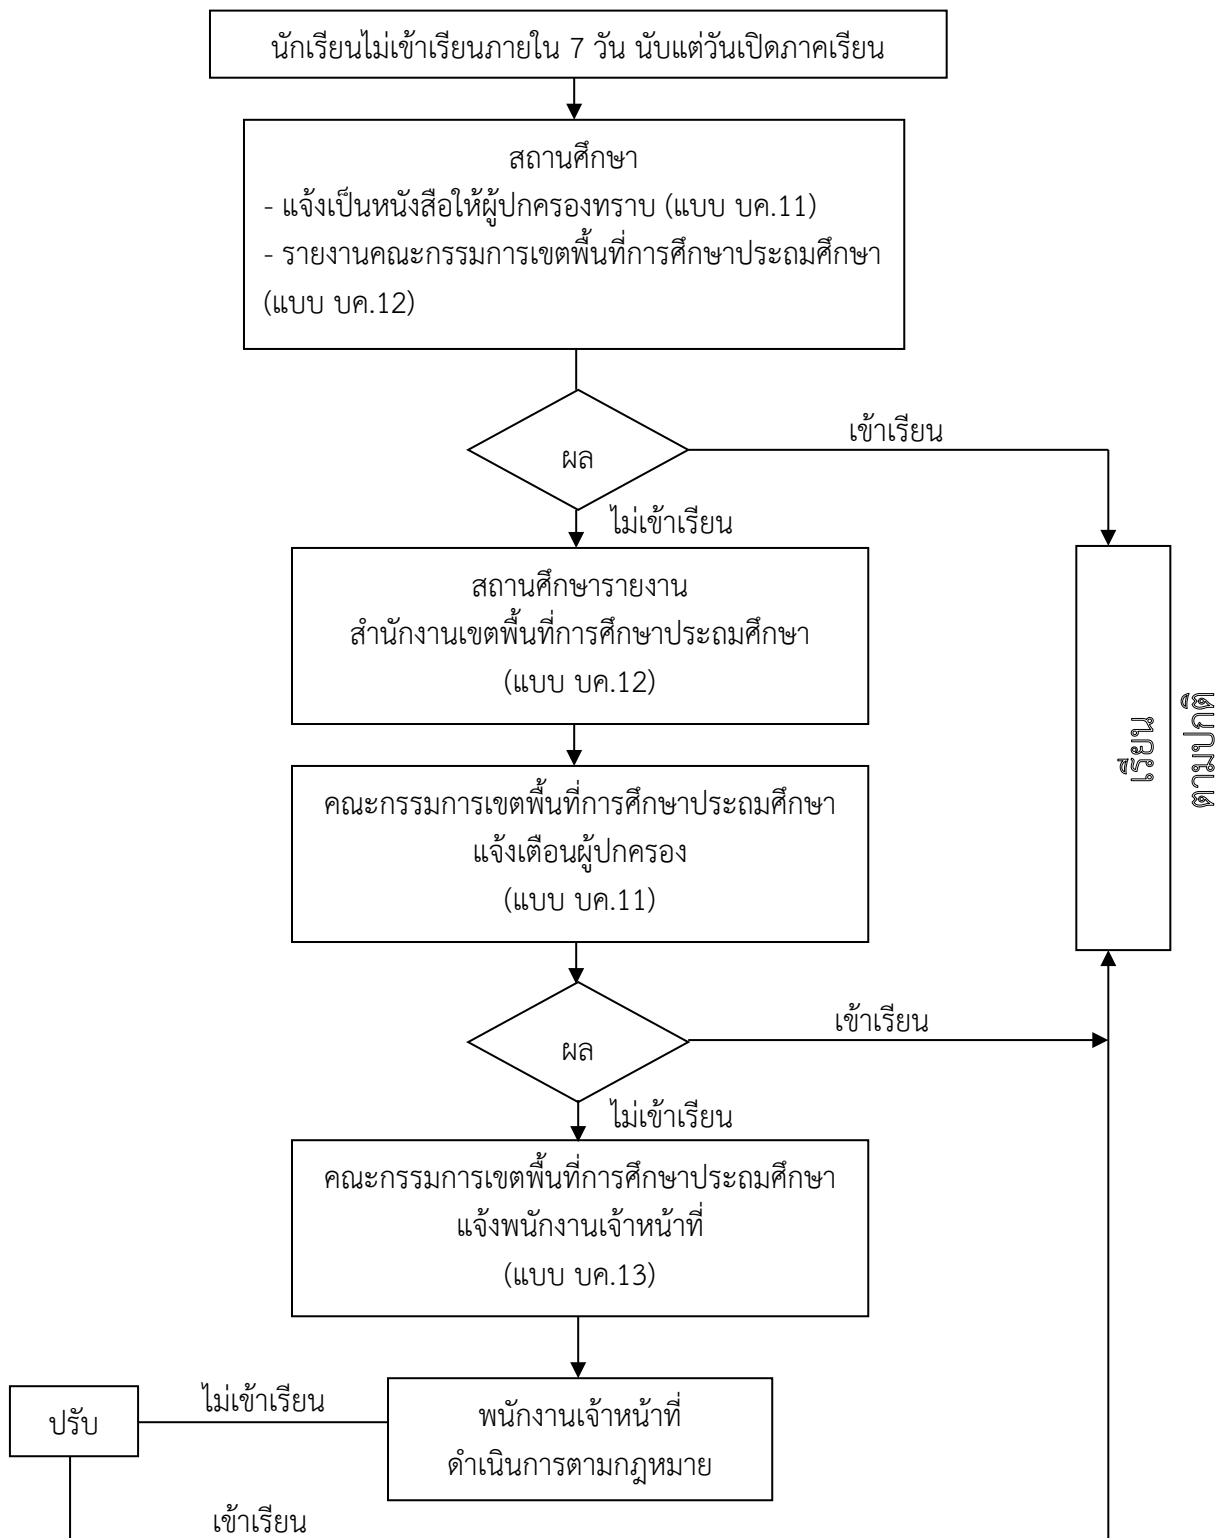 นักเรียนไม่เข้าเรียนภายใน 7 วัน นับแต่วันเปิดภาคเรียน
สถานศึกษา
- แจ้งเป็นหนังสือให้ผู้ปกครองทราบ (แบบ บค.11)
- รายงานคณะกรรมการเขตพื้นที่การศึกษาประถมศึกษา
(แบบ บค.12)
ผล
เข้าเรียน
ไม่เข้าเรียน
สถานศึกษารายงาน
สำนักงานเขตพื้นที่การศึกษาประถมศึกษา
(แบบ บค.12)
เรียน
ตามปกติ
คณะกรรมการเขตพื้นที่การศึกษาประถมศึกษา
แจ้งเตือนผู้ปกครอง
(แบบ บค.11)
ผล
เข้าเรียน
ไม่เข้าเรียน
คณะกรรมการเขตพื้นที่การศึกษาประถมศึกษา
แจ้งพนักงานเจ้าหน้าที่
(แบบ บค.13)
พนักงานเจ้าหน้าที่
ดำเนินการตามกฎหมาย
ไม่เข้าเรียน
ปรับ
เข้าเรียน